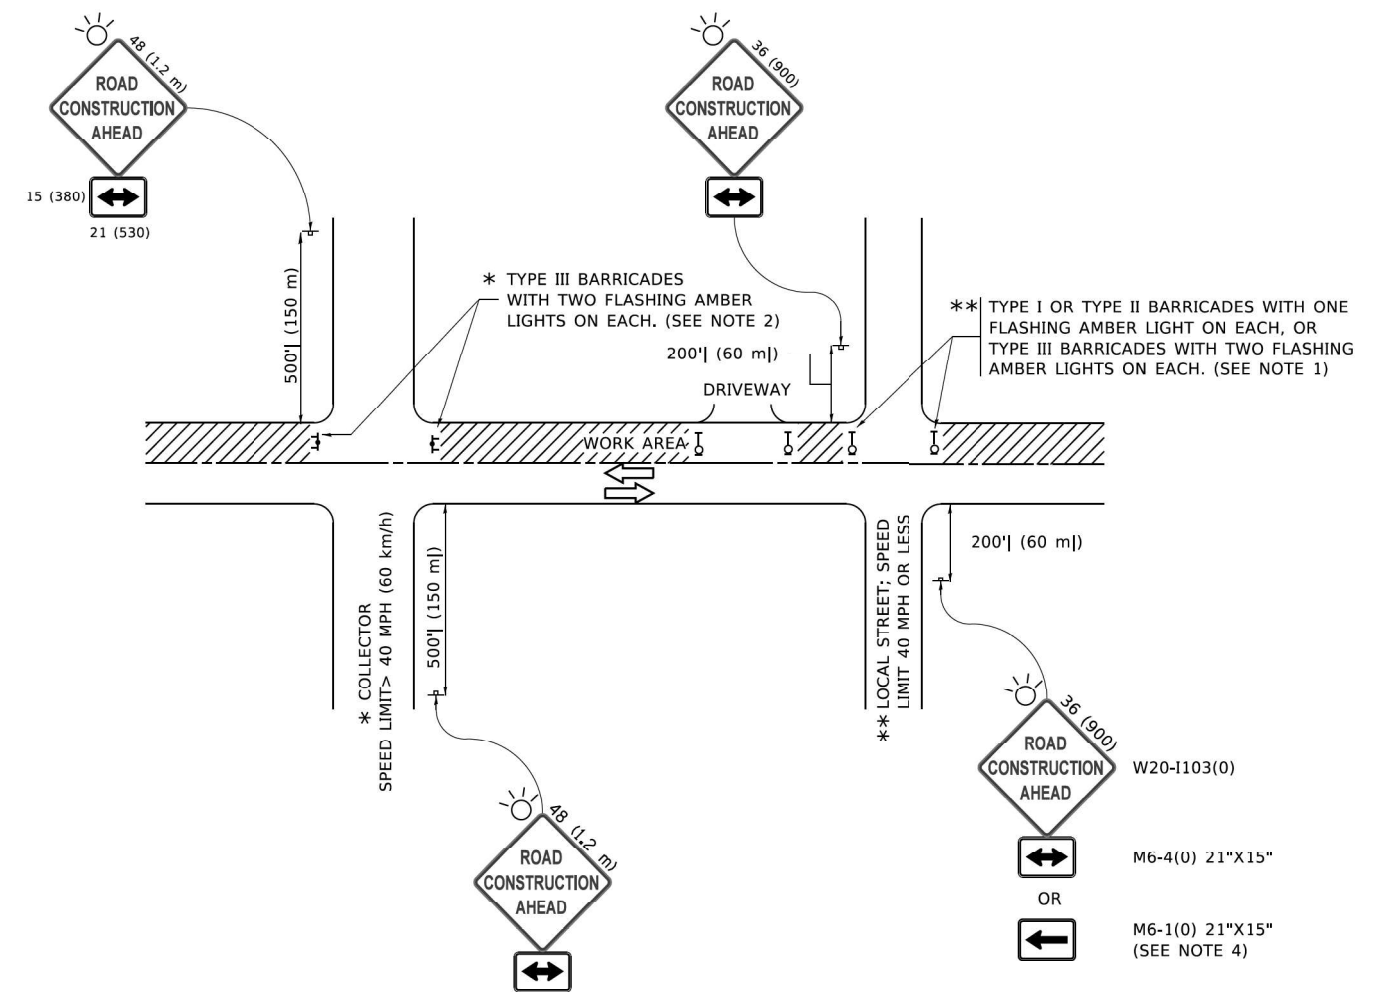 48 (1.2 m)
ROAD
CONSTRUCTION
AHEAD
15 (380)
21 (530)
36 (900)
ROAD
CONSTRUCTION
AHEAD
500'| (150 m)
* TYPE III BARRICADES
WITH TWO FLASHING AMBER
LIGHTS ON EACH. (SEE NOTE 2)
200'| (60 m|)
DRIVEWAY
** TYPE I OR TYPE II BARRICADES WITH ONE
FLASHING AMBER LIGHT ON EACH, OR
TYPE III BARRICADES WITH TWO FLASHING
AMBER LIGHTS ON EACH. (SEE NOTE 1)
WORK AREA
* COLLECTOR
SPEED LIMIT> 40 MPH (60 km/h)
500'| (150 m|)
** LOCAL STREET; SPEED
LIMIT 40 MPH OR LESS
200'| (60 m|)
48 (1.2 m)
ROAD
CONSTRUCTION
AHEAD
36 (900)
ROAD
CONSTRUCTION
AHEAD
W20-I103(0)
M6-4(0) 21"X15"
OR
M6-1(0) 21"X15"
(SEE NOTE 4)